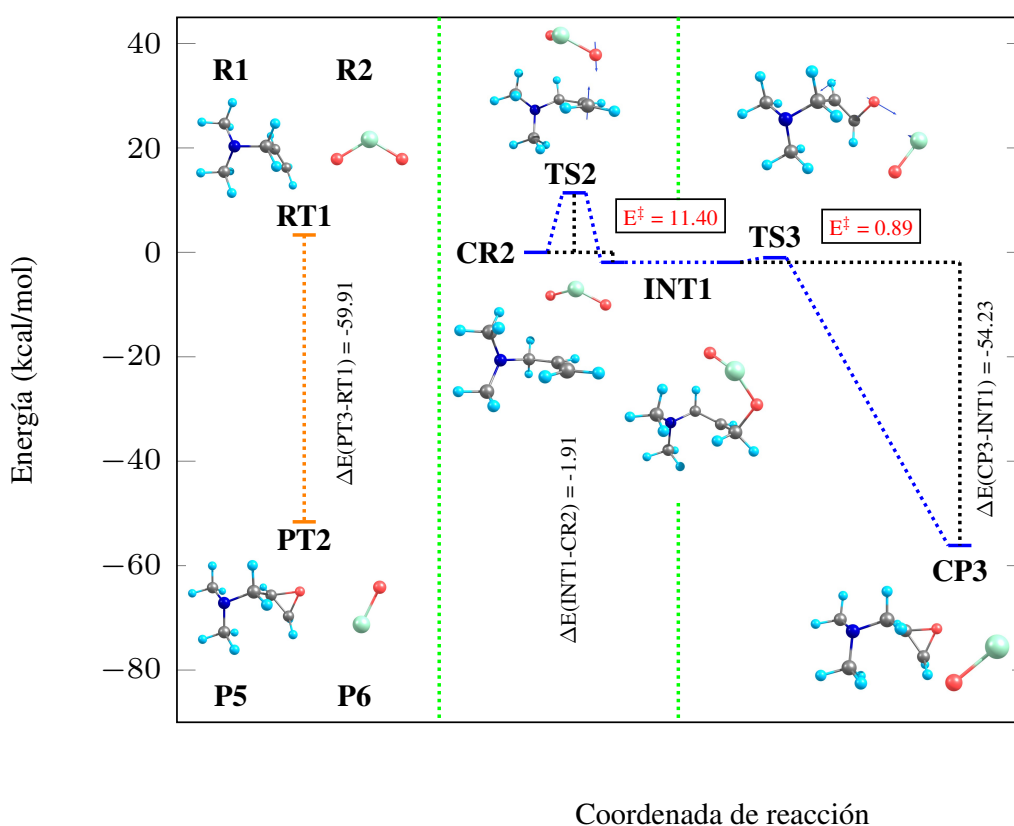 40
20
0
−20
−40
−60
−80
Energía (kcal/mol)
Coordenada de reacción
R1
R2
RT1
ΔE(PT3-RT1) = -59.91
PT2
P5
P6
TS2
E‡ = 11.40
CR2
INT1
ΔE(INT1-CR2) = -1.91
TS3
E‡ = 0.89
ΔE(CP3-INT1) = -54.23
CP3